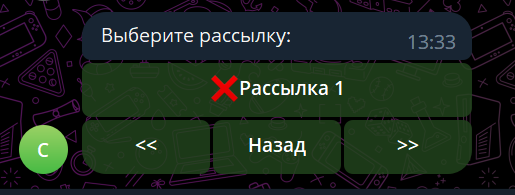 Выберите рассылку:
13:33
❌Рассылка 1
С
<< Назад >>